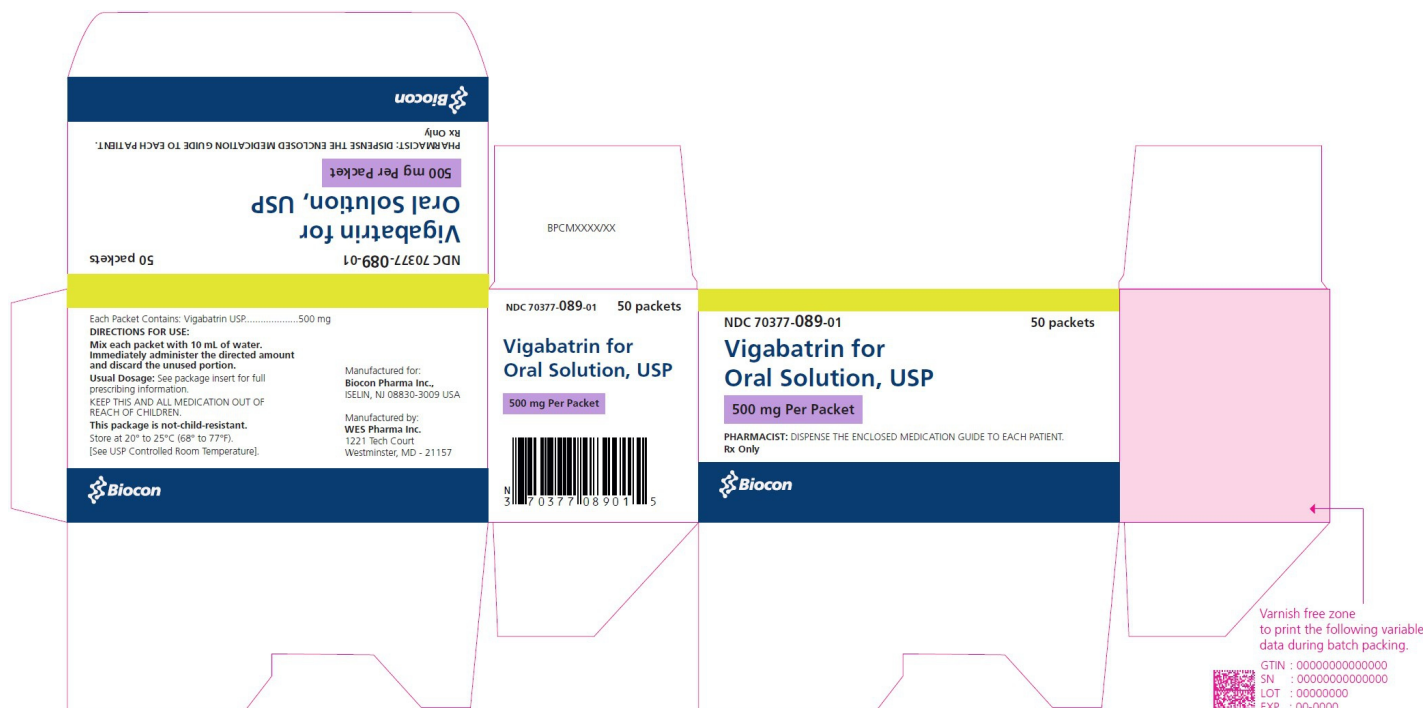 Biocon
Rx Only
PHARMACIST: DISPENSE THE ENCLOSED MEDICATION GUIDE TO EACH PATIENT.
500 mg Per Packet
Vigabatrin for
Oral Solution, USP
NDC 70377-089-01 50 packets
Each Packet Contains: Vigabatrin USP....................500 mg
DIRECTIONS FOR USE:
Mix each packet with 10 mL of water.
Immediately administer the directed amount
and discard the unused portion.
Usual Dosage: See package insert for full
prescribing information.
KEEP THIS AND ALL MEDICATION OUT OF
REACH OF CHILDREN.
This package is not-child-resistant.
Store at 20° to 25°C (68° to 77°F).
[See USP Controlled Room Temperature].
Manufactured for:
Biocon Pharma Inc.,
ISELIN, NJ 08830-3009 USA
Manufactured by:
WES Pharma Inc.
1221 Tech Court
Westminster, MD - 21157
Biocon
BPCMXXXX/XX
NDC 70377-089-01 50 packets
Vigabatrin for
Oral Solution, USP
500 mg Per Packet
N
3 70377 08901 5
NDC 70377-089-01 50 packets
Vigabatrin for
Oral Solution, USP
500 mg Per Packet
PHARMACIST: DISPENSE THE ENCLOSED MEDICATION GUIDE TO EACH PATIENT.
Rx Only
Biocon
Varnish free zone
to print the following variable
data during batch packing.
GTIN : 00000000000000
SN : 00000000000000
LOT : 00000000
EXP : 00-0000